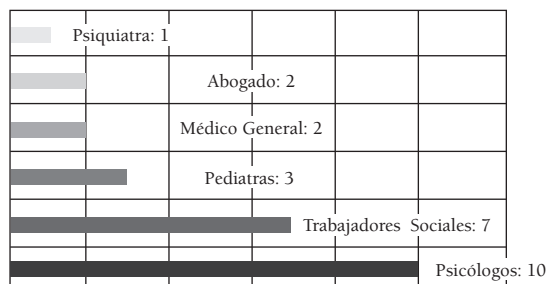 Psiquiatra: 1
Abogado: 2
Médico General: 2
Pediatras: 3
Trabajadores Sociales: 7
Psicólogos: 10